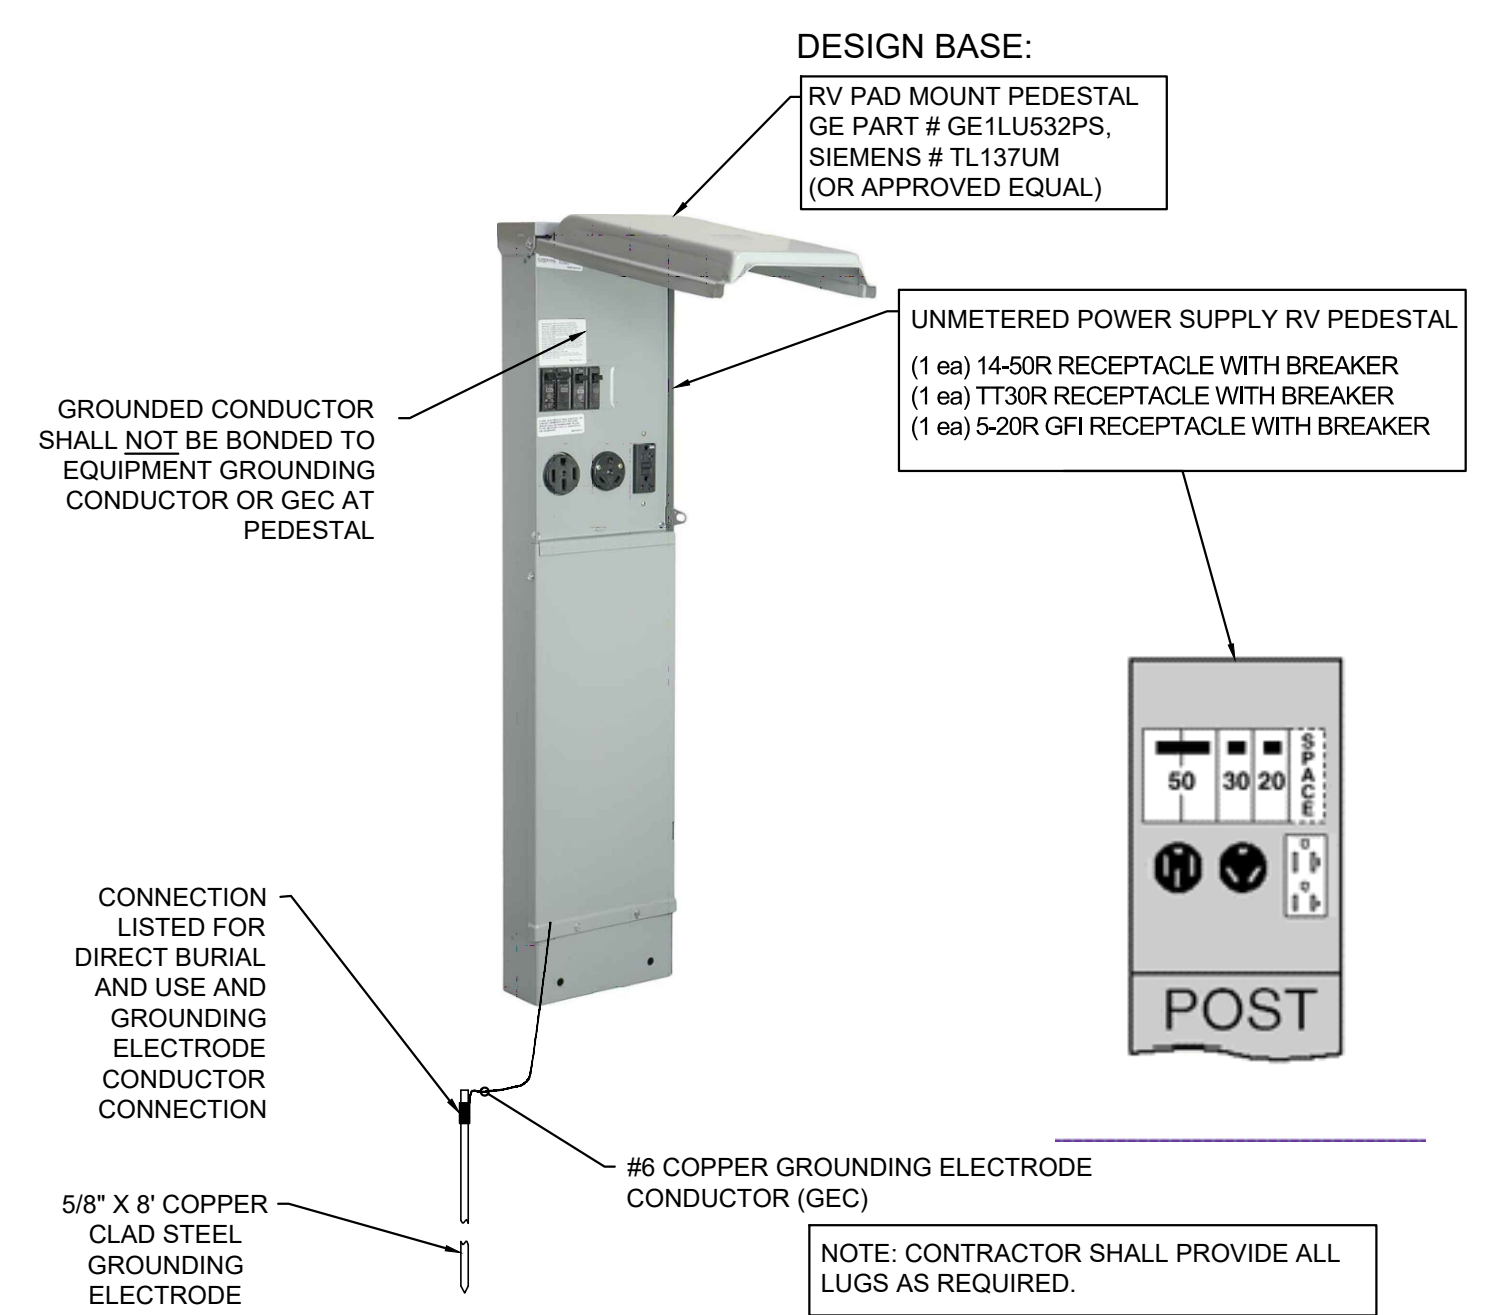 DESIGN BASE:
RV PAD MOUNT PEDESTAL
GE PART # GE1LU532PS,
SIEMENS # TL137UM
(OR APPROVED EQUAL)
UNMETERED POWER SUPPLY RV PEDESTAL
(1 ea) 14-50R RECEPTACLE WITH BREAKER
(1 ea) TT30R RECEPTACLE WITH BREAKER
(1 ea) 5-20R GFI RECEPTACLE WITH BREAKER
GROUNDED CONDUCTOR
SHALL NOT BE BONDED TO
EQUIPMENT GROUNDING
CONDUCTOR OR GEC AT
PEDESTAL
50 30 20 SPACE
POST
CONNECTION
LISTED FOR
DIRECT BURIAL
AND USE AND
GROUNDING
ELECTRODE
CONDUCTOR
CONNECTION
#6 COPPER GROUNDING ELECTRODE
CONDUCTOR (GEC)
5/8" X 8' COPPER
CLAD STEEL
GROUNDING
ELECTRODE
NOTE: CONTRACTOR SHALL PROVIDE ALL
LUGS AS REQUIRED.